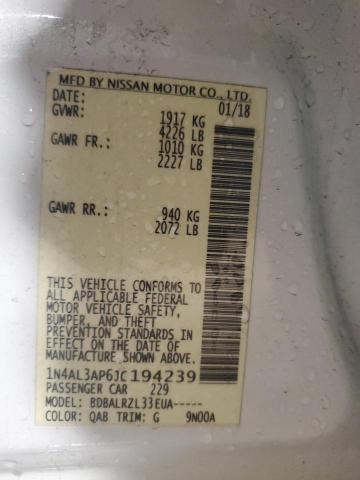 MFD BY NISSAN MOTOR CO., LTD.
DATE: 01/18
GVWR: 1917 KG
4226 LB
GAWR FR: 1010 KG
2227 LB
GAWR RR: 940 KG
2072 LB
THIS VEHICLE CONFORMS TO
ALL APPLICABLE FEDERAL
MOTOR VEHICLE SAFETY,
BUMPER, AND THEFT
PREVENTION STANDARDS IN
EFFECT ON THE DATE OF
MANUFACTURE SHOWN ABOVE.
1N4AL3AP6JC194239
PASSENGER CAR 229
MODEL: BDBALRZL33EUA-----
COLOR: QAB TRIM: G 9N00A